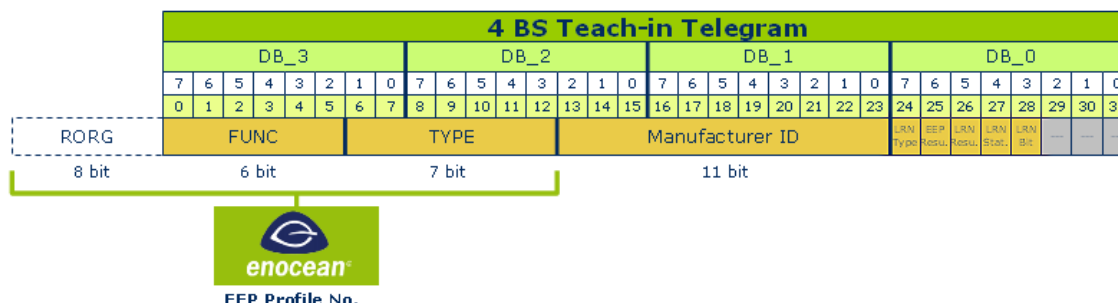 4 BS Teach-in Telegram
DB_3 DB_2 DB_1 DB_0
7 6 5 4 3 2 1 0 7 6 5 4 3 2 1 0 7 6 5 4 3 2 1 0 7 6 5 4 3 2 1 0
0 1 2 3 4 5 6 7 8 9 10 11 12 13 14 15 16 17 18 19 20 21 22 23 24 25 26 27 28 29 30
RORG FUNC TYPE Manufacturer ID LRN EEP LRN LRN LRN --- --- ---
Type Resu. Resu. Stat. Bit
8 bit 6 bit 7 bit 11 bit
enocean
EEP Profile No.